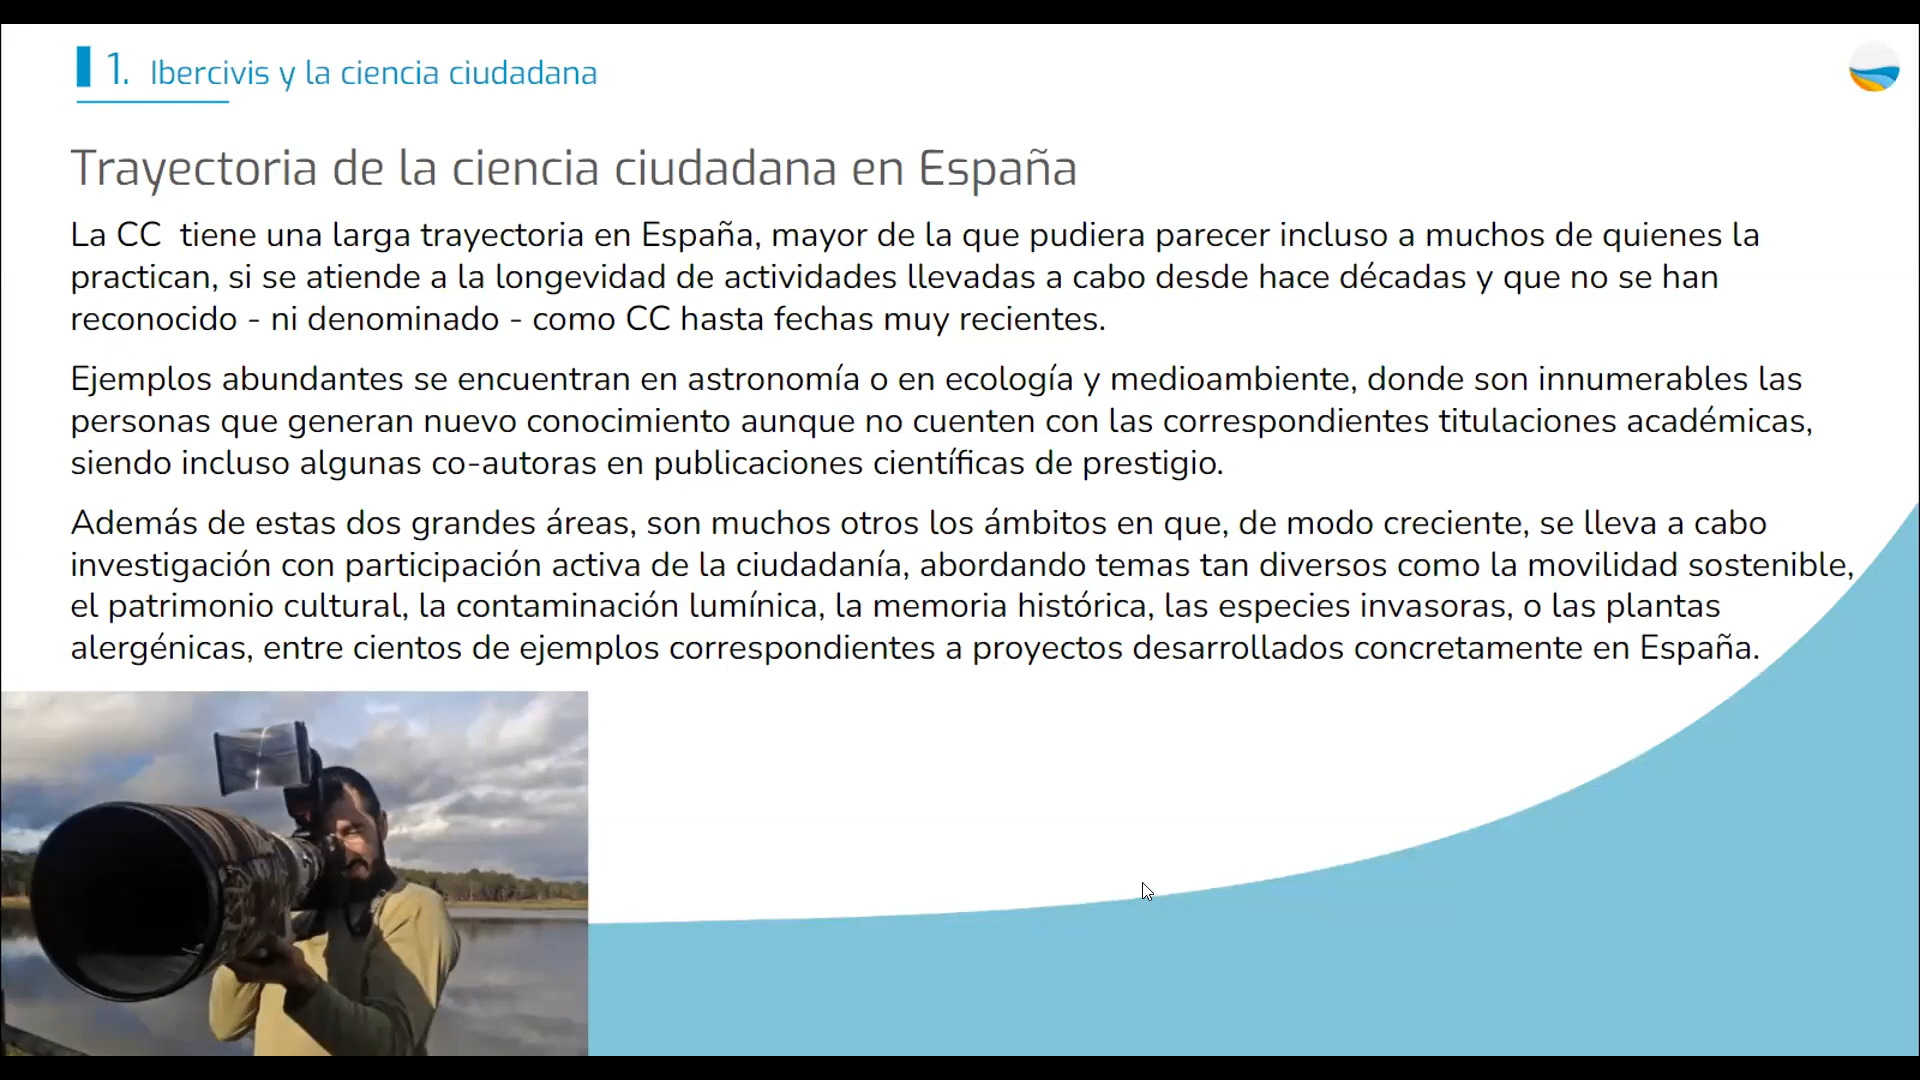 1. Ibercivis y la ciencia ciudadana
Trayectoria de la ciencia ciudadana en España
La CC tiene una larga trayectoria en España, mayor de la que pudiera parecer incluso a muchos de quienes la
practican, si se atiende a la longevidad de actividades llevadas a cabo desde hace décadas y que no se han
reconocido - ni denominado - como CC hasta fechas muy recientes.
Ejemplos abundantes se encuentran en astronomía o en ecología y medioambiente, donde son innumerables las
personas que generan nuevo conocimiento aunque no cuenten con las correspondientes titulaciones académicas,
siendo incluso algunas co-autoras en publicaciones científicas de prestigio.
Además de estas dos grandes áreas, son muchos otros los ámbitos en que, de modo creciente, se lleva a cabo
investigación con participación activa de la ciudadanía, abordando temas tan diversos como la movilidad sostenible,
el patrimonio cultural, la contaminación lumínica, la memoria histórica, las especies invasoras, o las plantas
alergénicas, entre cientos de ejemplos correspondientes a proyectos desarrollados concretamente en España.